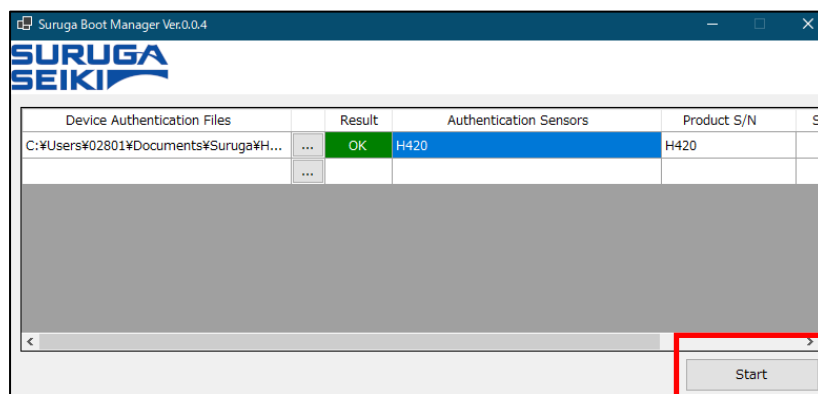 Suruga Boot Manager Ver.0.0.4
SURUGA
SEIKI
Device Authentication Files Result Authentication Sensors Product S/N S
C:¥Users¥02801¥Documents¥Suruga¥H... ... OK H420 H420
...
Start